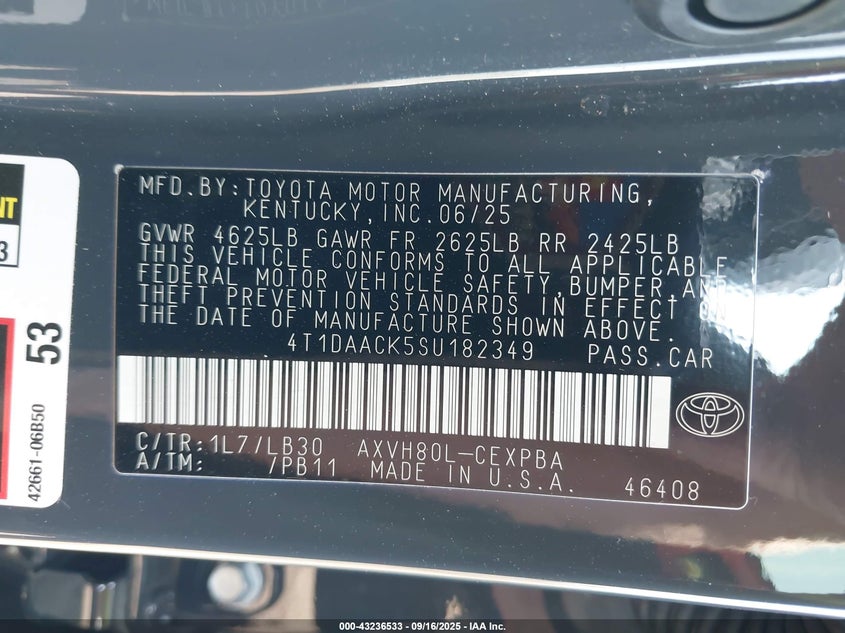 MFD.BY:TOYOTA MOTOR MANUFACTURING,
KENTUCKY,INC.06/25
GVWR 4625LB GAWR FR 2625LB RR 2425LB
THIS VEHICLE CONFORMS TO ALL APPLICABLE
FEDERAL MOTOR VEHICLE SAFETY,BUMPER,AND
THEFT PREVENTION STANDARDS IN EFFECT ON
THE DATE OF MANUFACTURE SHOWN ABOVE.
4T1DAACK5SU182349 PASS.CAR
C/TR:1L7/LB30 AXVH80L-CEXPBA
A/TM: /PB11 MADE IN U.S.A.
46408
53
42661-06B50
000-43236533 - 09/16/2025 - IAA Inc.